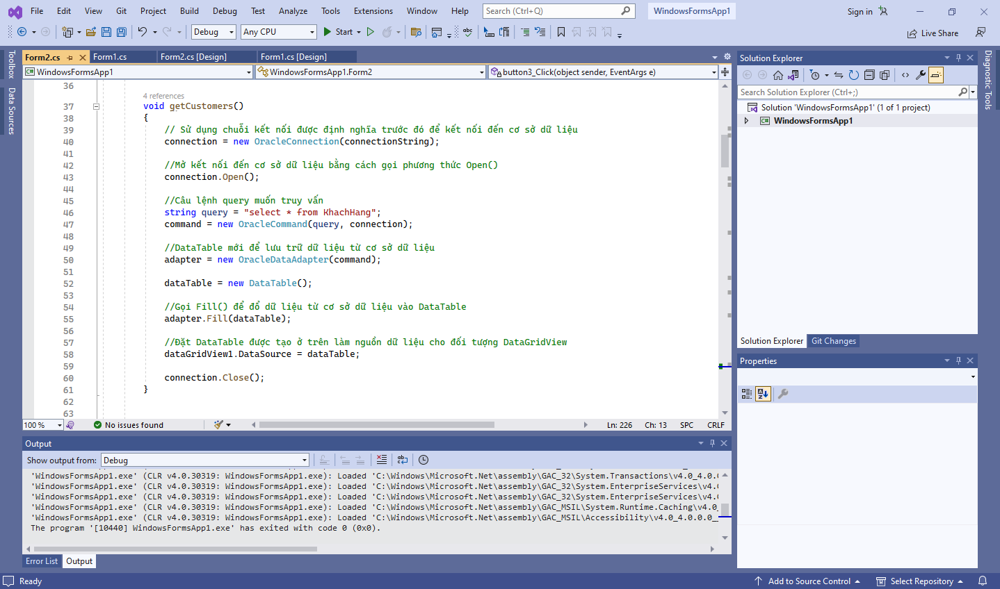 File Edit View Git Project Build Debug Test Analyze Tools Extensions Window Help Search (Ctrl+Q) WindowsFormsApp1 Sign in
Debug Any CPU Start Live Share
Toolbox
Data Sources
Form2.cs Form1.cs Form2.cs [Design] Form1.cs [Design]
WindowsFormsApp1 WindowsFormsApp1.Form2 button3_Click(object sender, EventArgs e)
36
4 references
37 void getCustomers()
38 {
39 // Sử dụng chuỗi kết nối được định nghĩa trước đó để kết nối đến cơ sở dữ liệu
40 connection = new OracleConnection(connectionString);
41
42 //Mở kết nối đến cơ sở dữ liệu bằng cách gọi phương thức Open()
43 connection.Open();
44
45 //Câu lệnh query muốn truy vấn
46 string query = "select * from KhachHang";
47 command = new OracleCommand(query, connection);
48
49 //DataTable mới để lưu trữ dữ liệu từ cơ sở dữ liệu
50 adapter = new OracleDataAdapter(command);
51
52 dataTable = new DataTable();
53
54 //Gọi Fill() để đổ dữ liệu từ cơ sở dữ liệu vào DataTable
55 adapter.Fill(dataTable);
56
57 //Đặt DataTable được tạo ở trên làm nguồn dữ liệu cho đối tượng DataGridView
58 dataGridView1.DataSource = dataTable;
59
60 connection.Close();
61 }
62
63
100 % No issues found Ln: 226 Ch: 13 SPC CRLF
Output
Show output from: Debug
'WindowsFormsApp1.exe' (CLR v4.0.30319: WindowsFormsApp1.exe): Loaded 'C:\Windows\Microsoft.Net\assembly\GAC_32\System.Transactions\v4.0_4.0.
'WindowsFormsApp1.exe' (CLR v4.0.30319: WindowsFormsApp1.exe): Loaded 'C:\Windows\Microsoft.Net\assembly\GAC_32\System.EnterpriseServices\v4.
'WindowsFormsApp1.exe' (CLR v4.0.30319: WindowsFormsApp1.exe): Loaded 'C:\Windows\Microsoft.Net\assembly\GAC_32\System.EnterpriseServices\v4.
'WindowsFormsApp1.exe' (CLR v4.0.30319: WindowsFormsApp1.exe): Loaded 'C:\Windows\Microsoft.Net\assembly\GAC_MSIL\System.Runtime.Caching\v4.0_
'WindowsFormsApp1.exe' (CLR v4.0.30319: WindowsFormsApp1.exe): Loaded 'C:\Windows\Microsoft.Net\assembly\GAC_MSIL\Accessibility\v4.0_4.0.0.0_
The program '[10440] WindowsFormsApp1.exe' has exited with code 0 (0x0).
Error List Output
Solution Explorer
Search Solution Explorer (Ctrl+;)
Solution 'WindowsFormsApp1' (1 of 1 project)
WindowsFormsApp1
Solution Explorer Git Changes
Properties
Diagnostic Tools
Ready Add to Source Control Select Repository